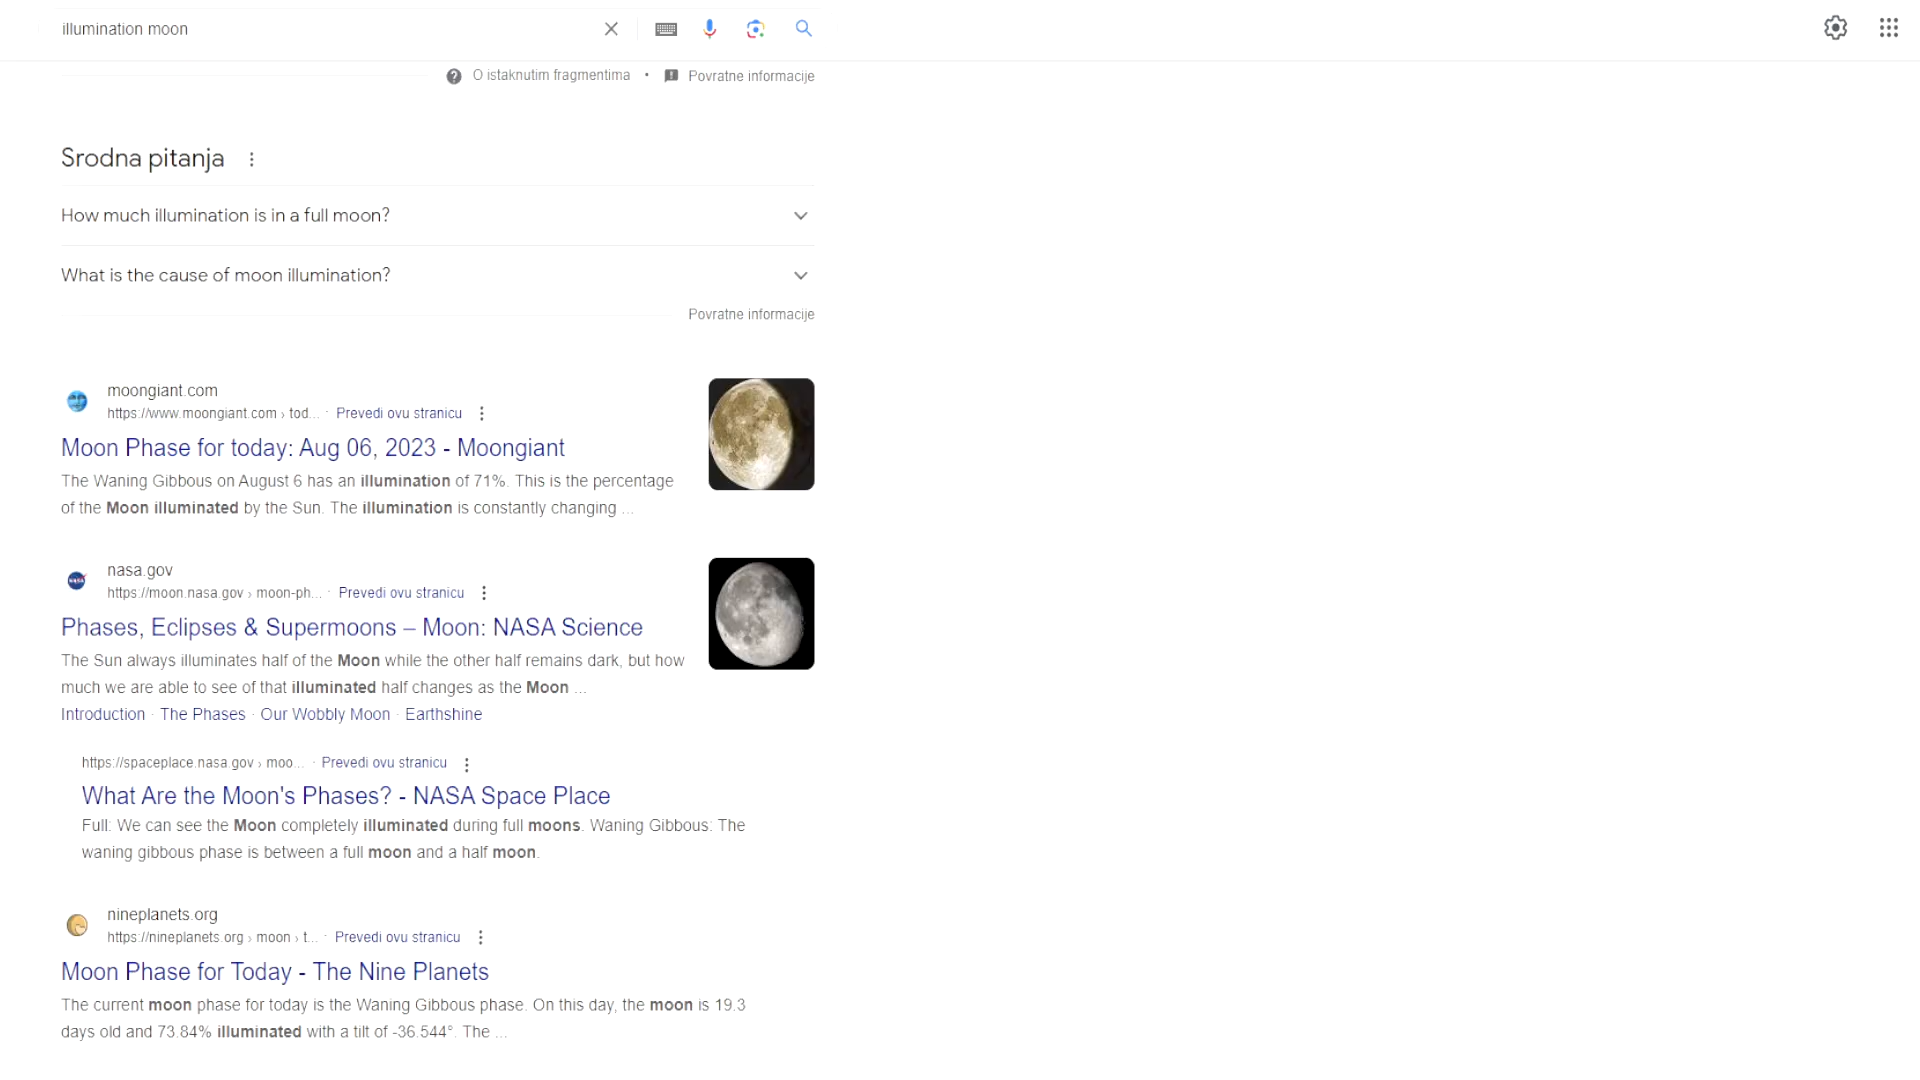 illumination moon
O istaknutim fragmentima • Povratne informacije
Srodna pitanja
How much illumination is in a full moon?
What is the cause of moon illumination?
Povratne informacije
moongiant.com
https://www.moongiant.com › tod... · Prevedi ovu stranicu
Moon Phase for today: Aug 06, 2023 - Moongiant
The Waning Gibbous on August 6 has an illumination of 71%. This is the percentage
of the Moon illuminated by the Sun. The illumination is constantly changing ...
nasa.gov
https://moon.nasa.gov › moon-ph... · Prevedi ovu stranicu
Phases, Eclipses & Supermoons – Moon: NASA Science
The Sun always illuminates half of the Moon while the other half remains dark, but how
much we are able to see of that illuminated half changes as the Moon ...
Introduction · The Phases · Our Wobbly Moon · Earthshine
https://spaceplace.nasa.gov › moo... · Prevedi ovu stranicu
What Are the Moon's Phases? - NASA Space Place
Full: We can see the Moon completely illuminated during full moons. Waning Gibbous: The
waning gibbous phase is between a full moon and a half moon.
nineplanets.org
https://nineplanets.org › moon › t... · Prevedi ovu stranicu
Moon Phase for Today - The Nine Planets
The current moon phase for today is the Waning Gibbous phase. On this day, the moon is 19.3
days old and 73.84% illuminated with a tilt of -36.544°. The ...